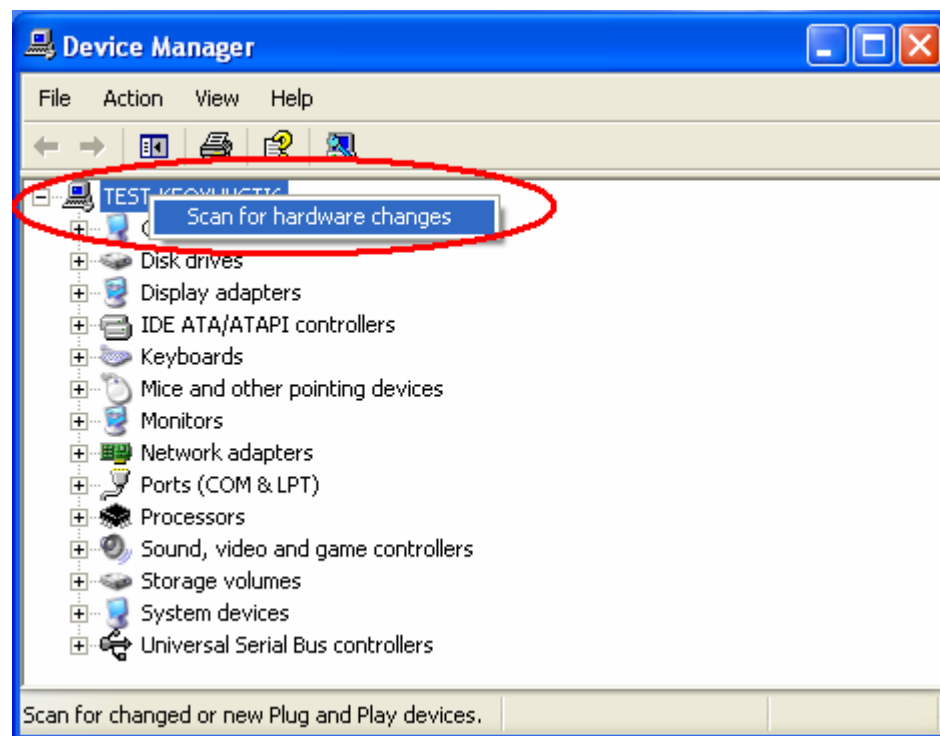 Device Manager
File Action View Help
TEST
Scan for hardware changes
Disk drives
Display adapters
IDE ATA/ATAPI controllers
Keyboards
Mice and other pointing devices
Monitors
Network adapters
Ports (COM & LPT)
Processors
Sound, video and game controllers
Storage volumes
System devices
Universal Serial Bus controllers
Scan for changed or new Plug and Play devices.